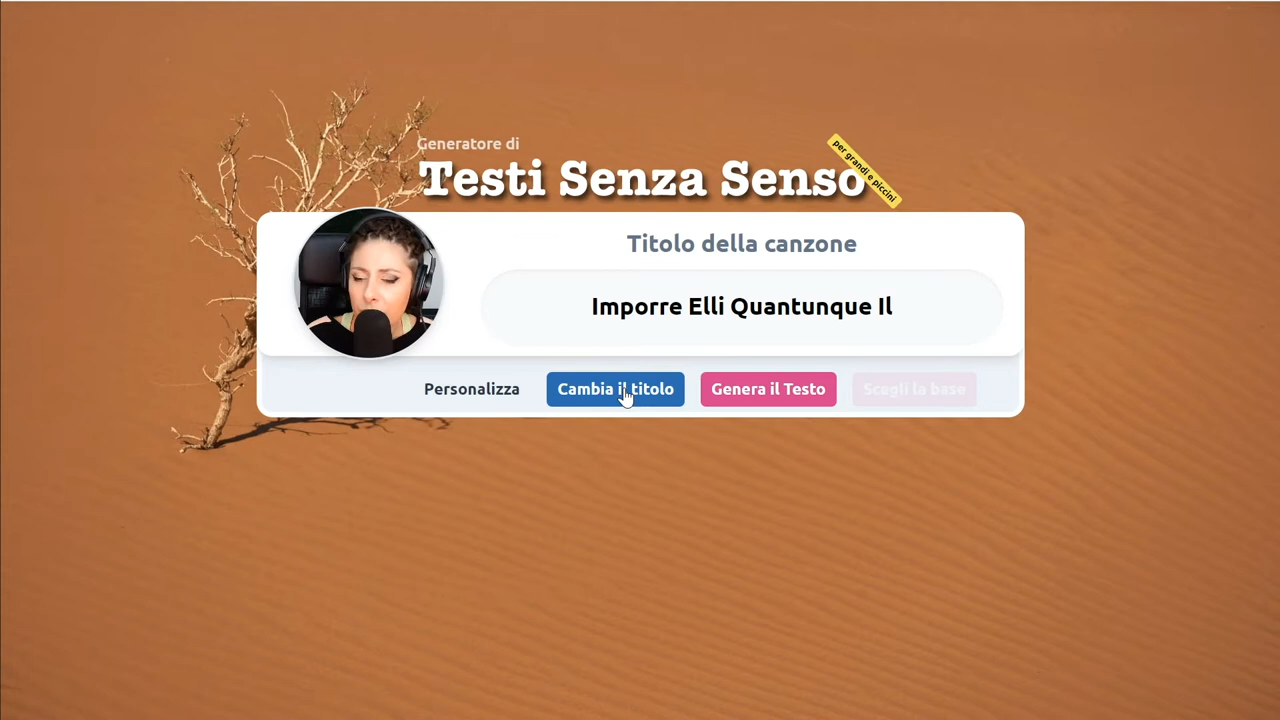 Generatore di
Testi Senza Senso
per grandi e piccini
Titolo della canzone
Imporre Elli Quantunque Il
Personalizza
Cambia il titolo
Genera il Testo
Scegli la base